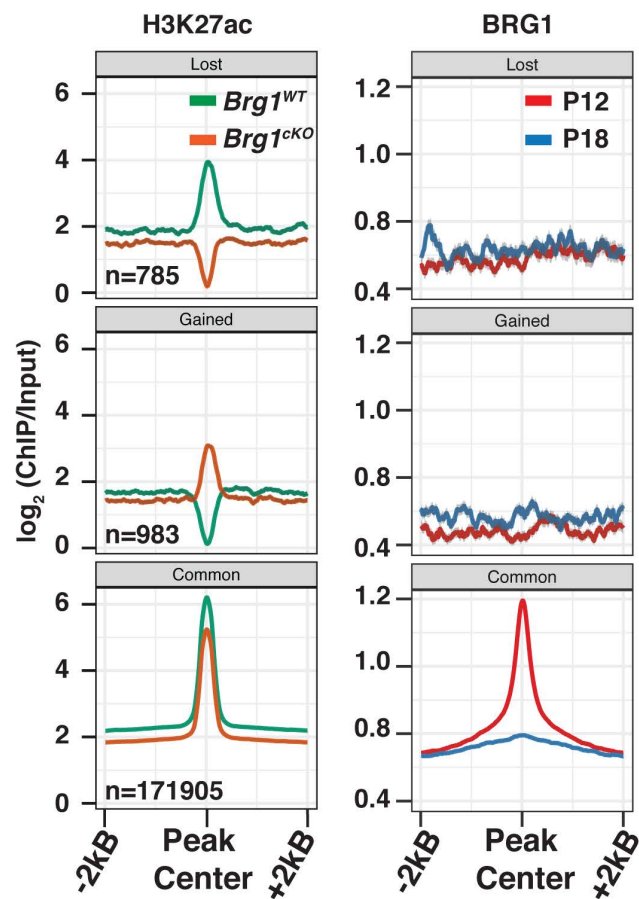 H3K27ac
BRG1
log2 (ChIP/Input)
Lost
6
4
2
0
Brg1WT
Brg1cKO
n=785
Lost
1.2
1.0
0.8
0.4
P12
P18
Gained
6
4
2
0
n=983
Gained
1.2
1.0
0.8
0.4
Common
6
4
2
0
n=171905
-2kB
Peak
Center
+2kB
Common
1.2
1.0
0.8
0.4
-2kB
Peak
Center
+2kB